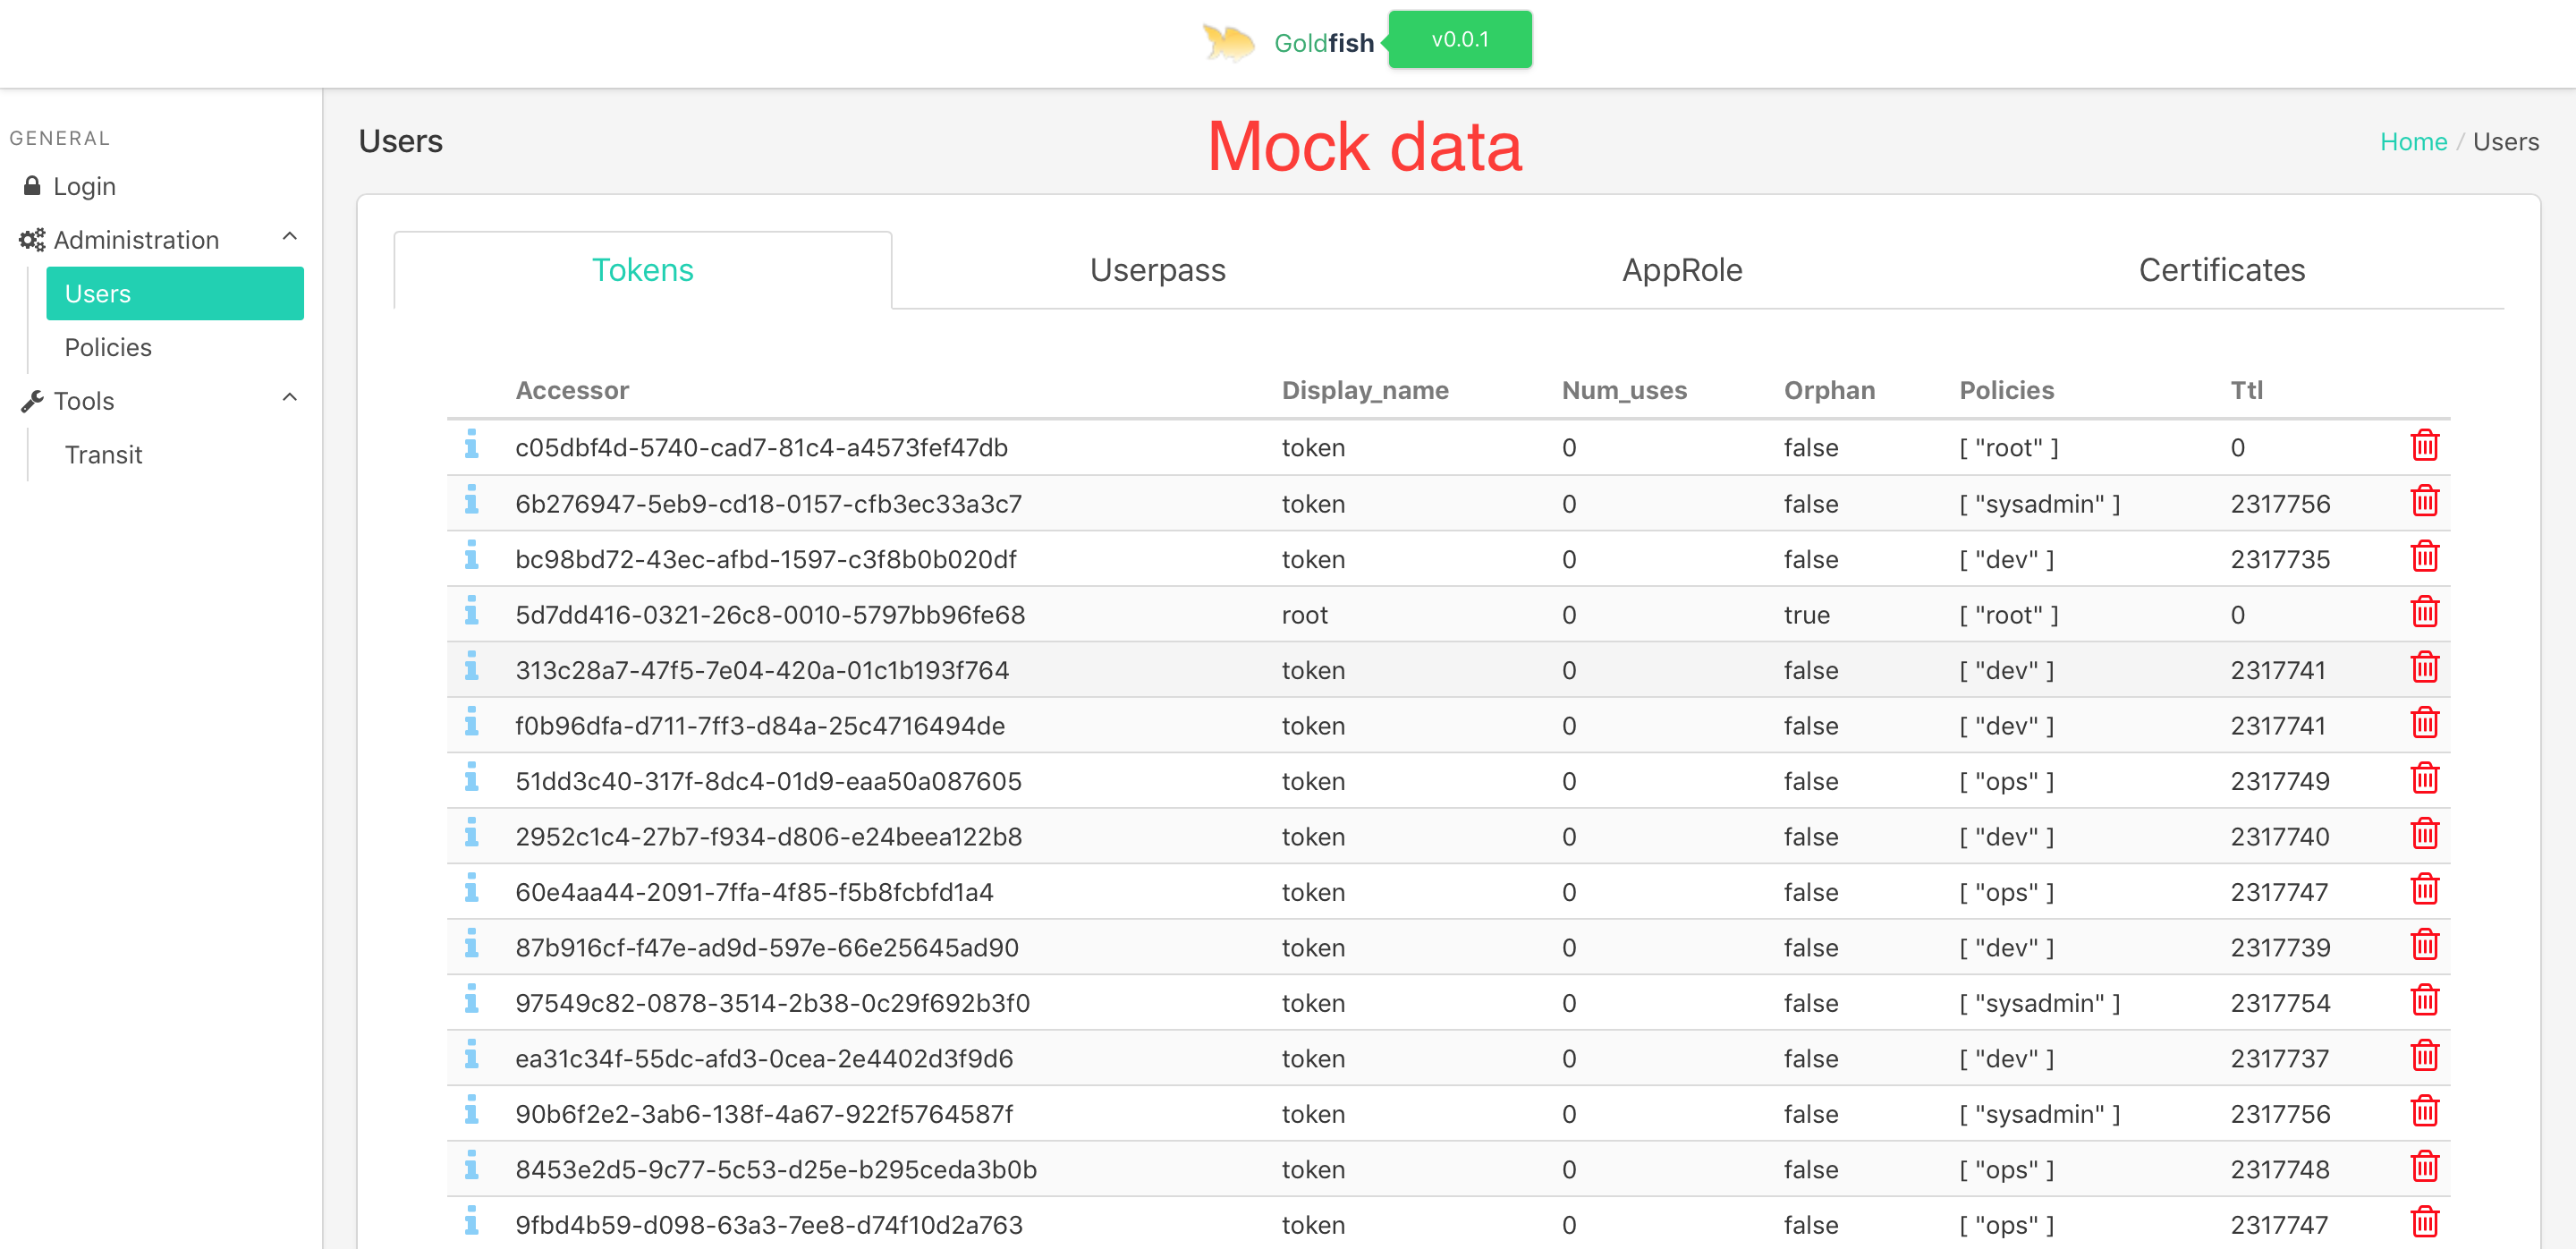 Goldfish v0.0.1
GENERAL
Login
Administration
Users
Policies
Tools
Transit
Users
Mock data
Home / Users
Tokens Userpass AppRole Certificates
Accessor Display_name Num_uses Orphan Policies Ttl
c05dbf4d-5740-cad7-81c4-a4573fef47db token 0 false [ "root" ] 0
6b276947-5eb9-cd18-0157-cfb3ec33a3c7 token 0 false [ "sysadmin" ] 2317756
bc98bd72-43ec-afbd-1597-c3f8b0b020df token 0 false [ "dev" ] 2317735
5d7dd416-0321-26c8-0010-5797bb96fe68 root 0 true [ "root" ] 0
313c28a7-47f5-7e04-420a-01c1b193f764 token 0 false [ "dev" ] 2317741
f0b96dfa-d711-7ff3-d84a-25c4716494de token 0 false [ "dev" ] 2317741
51dd3c40-317f-8dc4-01d9-eaa50a087605 token 0 false [ "ops" ] 2317749
2952c1c4-27b7-f934-d806-e24beea122b8 token 0 false [ "dev" ] 2317740
60e4aa44-2091-7ffa-4f85-f5b8fcbfd1a4 token 0 false [ "ops" ] 2317747
87b916cf-f47e-ad9d-597e-66e25645ad90 token 0 false [ "dev" ] 2317739
97549c82-0878-3514-2b38-0c29f692b3f0 token 0 false [ "sysadmin" ] 2317754
ea31c34f-55dc-afd3-0cea-2e4402d3f9d6 token 0 false [ "dev" ] 2317737
90b6f2e2-3ab6-138f-4a67-922f5764587f token 0 false [ "sysadmin" ] 2317756
8453e2d5-9c77-5c53-d25e-b295ceda3b0b token 0 false [ "ops" ] 2317748
9fbd4b59-d098-63a3-7ee8-d74f10d2a763 token 0 false [ "ops" ] 2317747